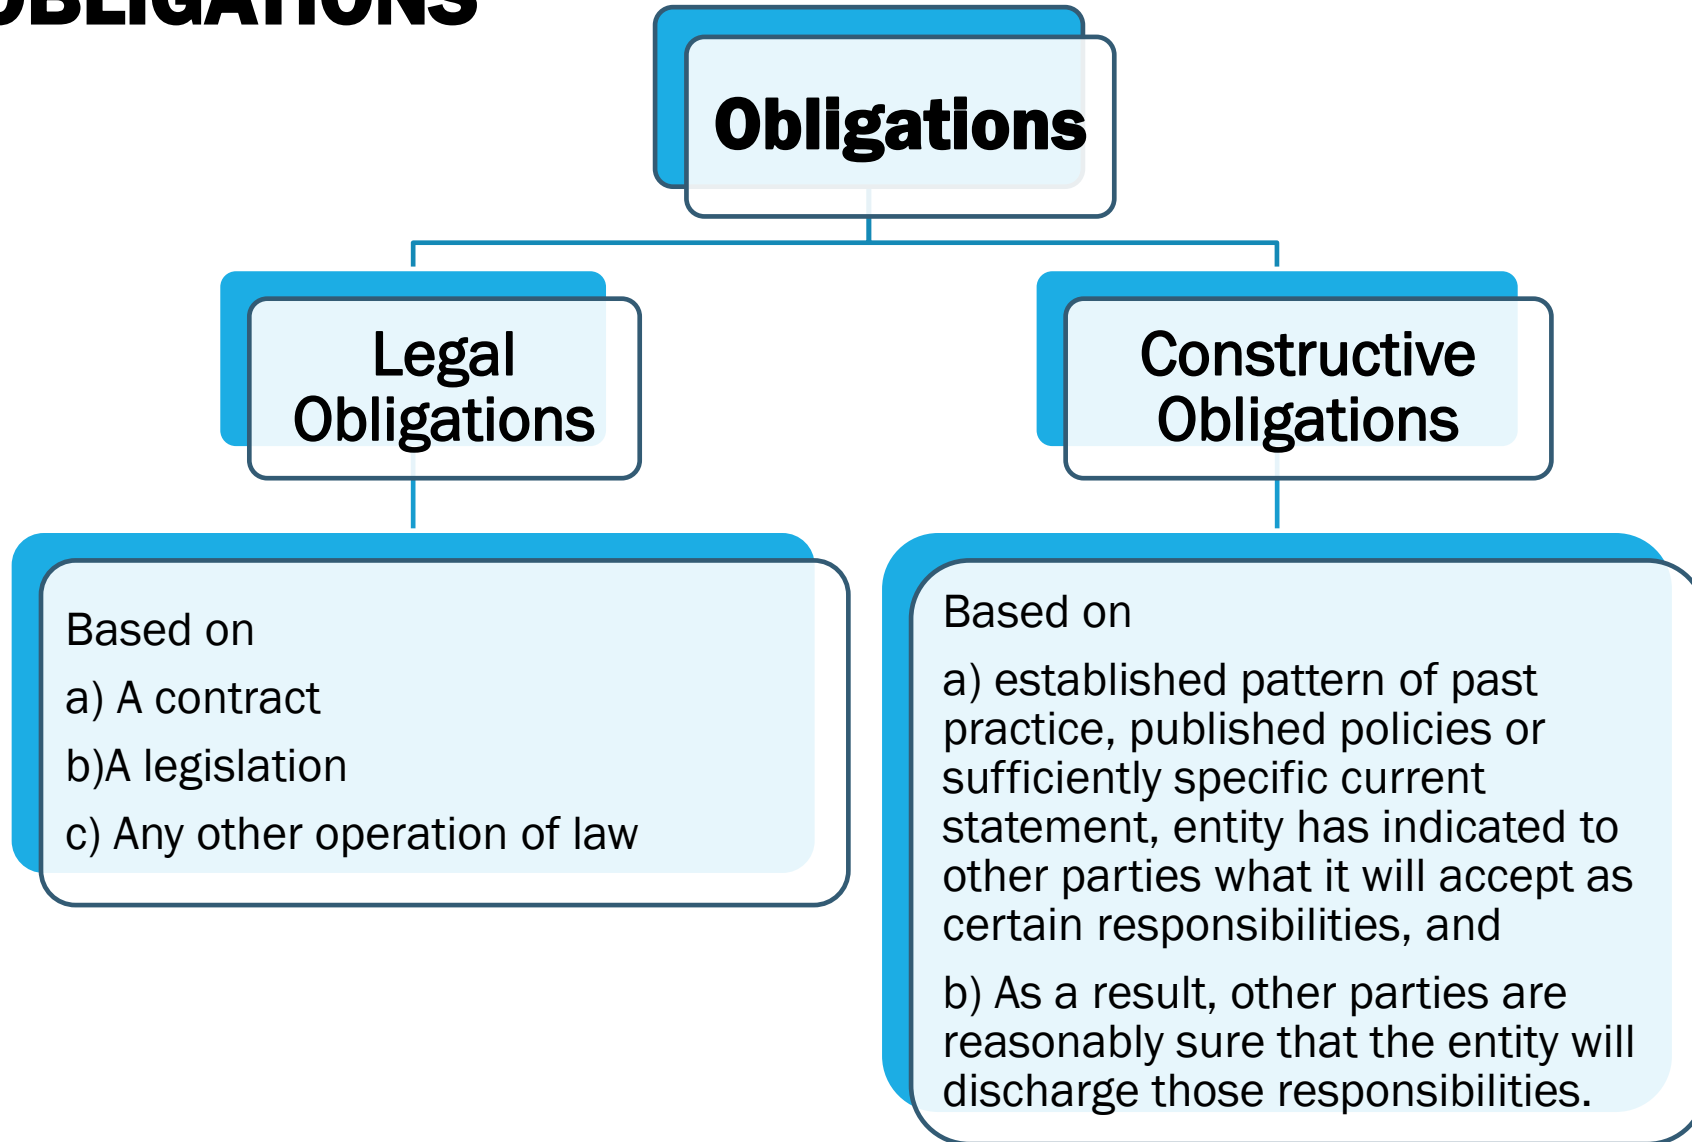 OBLIGATIONS
Obligations
Legal
Obligations
Constructive
Obligations
Based on
a) A contract
b)A legislation
c) Any other operation of law
Based on
a) established pattern of past
practice, published policies or
sufficiently specific current
statement, entity has indicated to
other parties what it will accept as
certain responsibilities, and
b) As a result, other parties are
reasonably sure that the entity will
discharge those responsibilities.